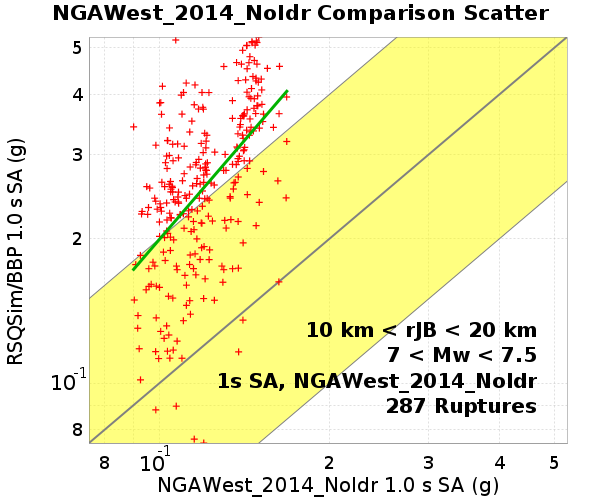 NGAWest_2014_NoIdr Comparison Scatter
RSQSim/BBP 1.0 s SA (g)
5
4
3
2
10⁻¹
8
10 km < rJB < 20 km
7 < Mw < 7.5
1s SA, NGAWest_2014_NoIdr
287 Ruptures
8 10⁻¹ 2 3 4 5
NGAWest_2014_NoIdr 1.0 s SA (g)